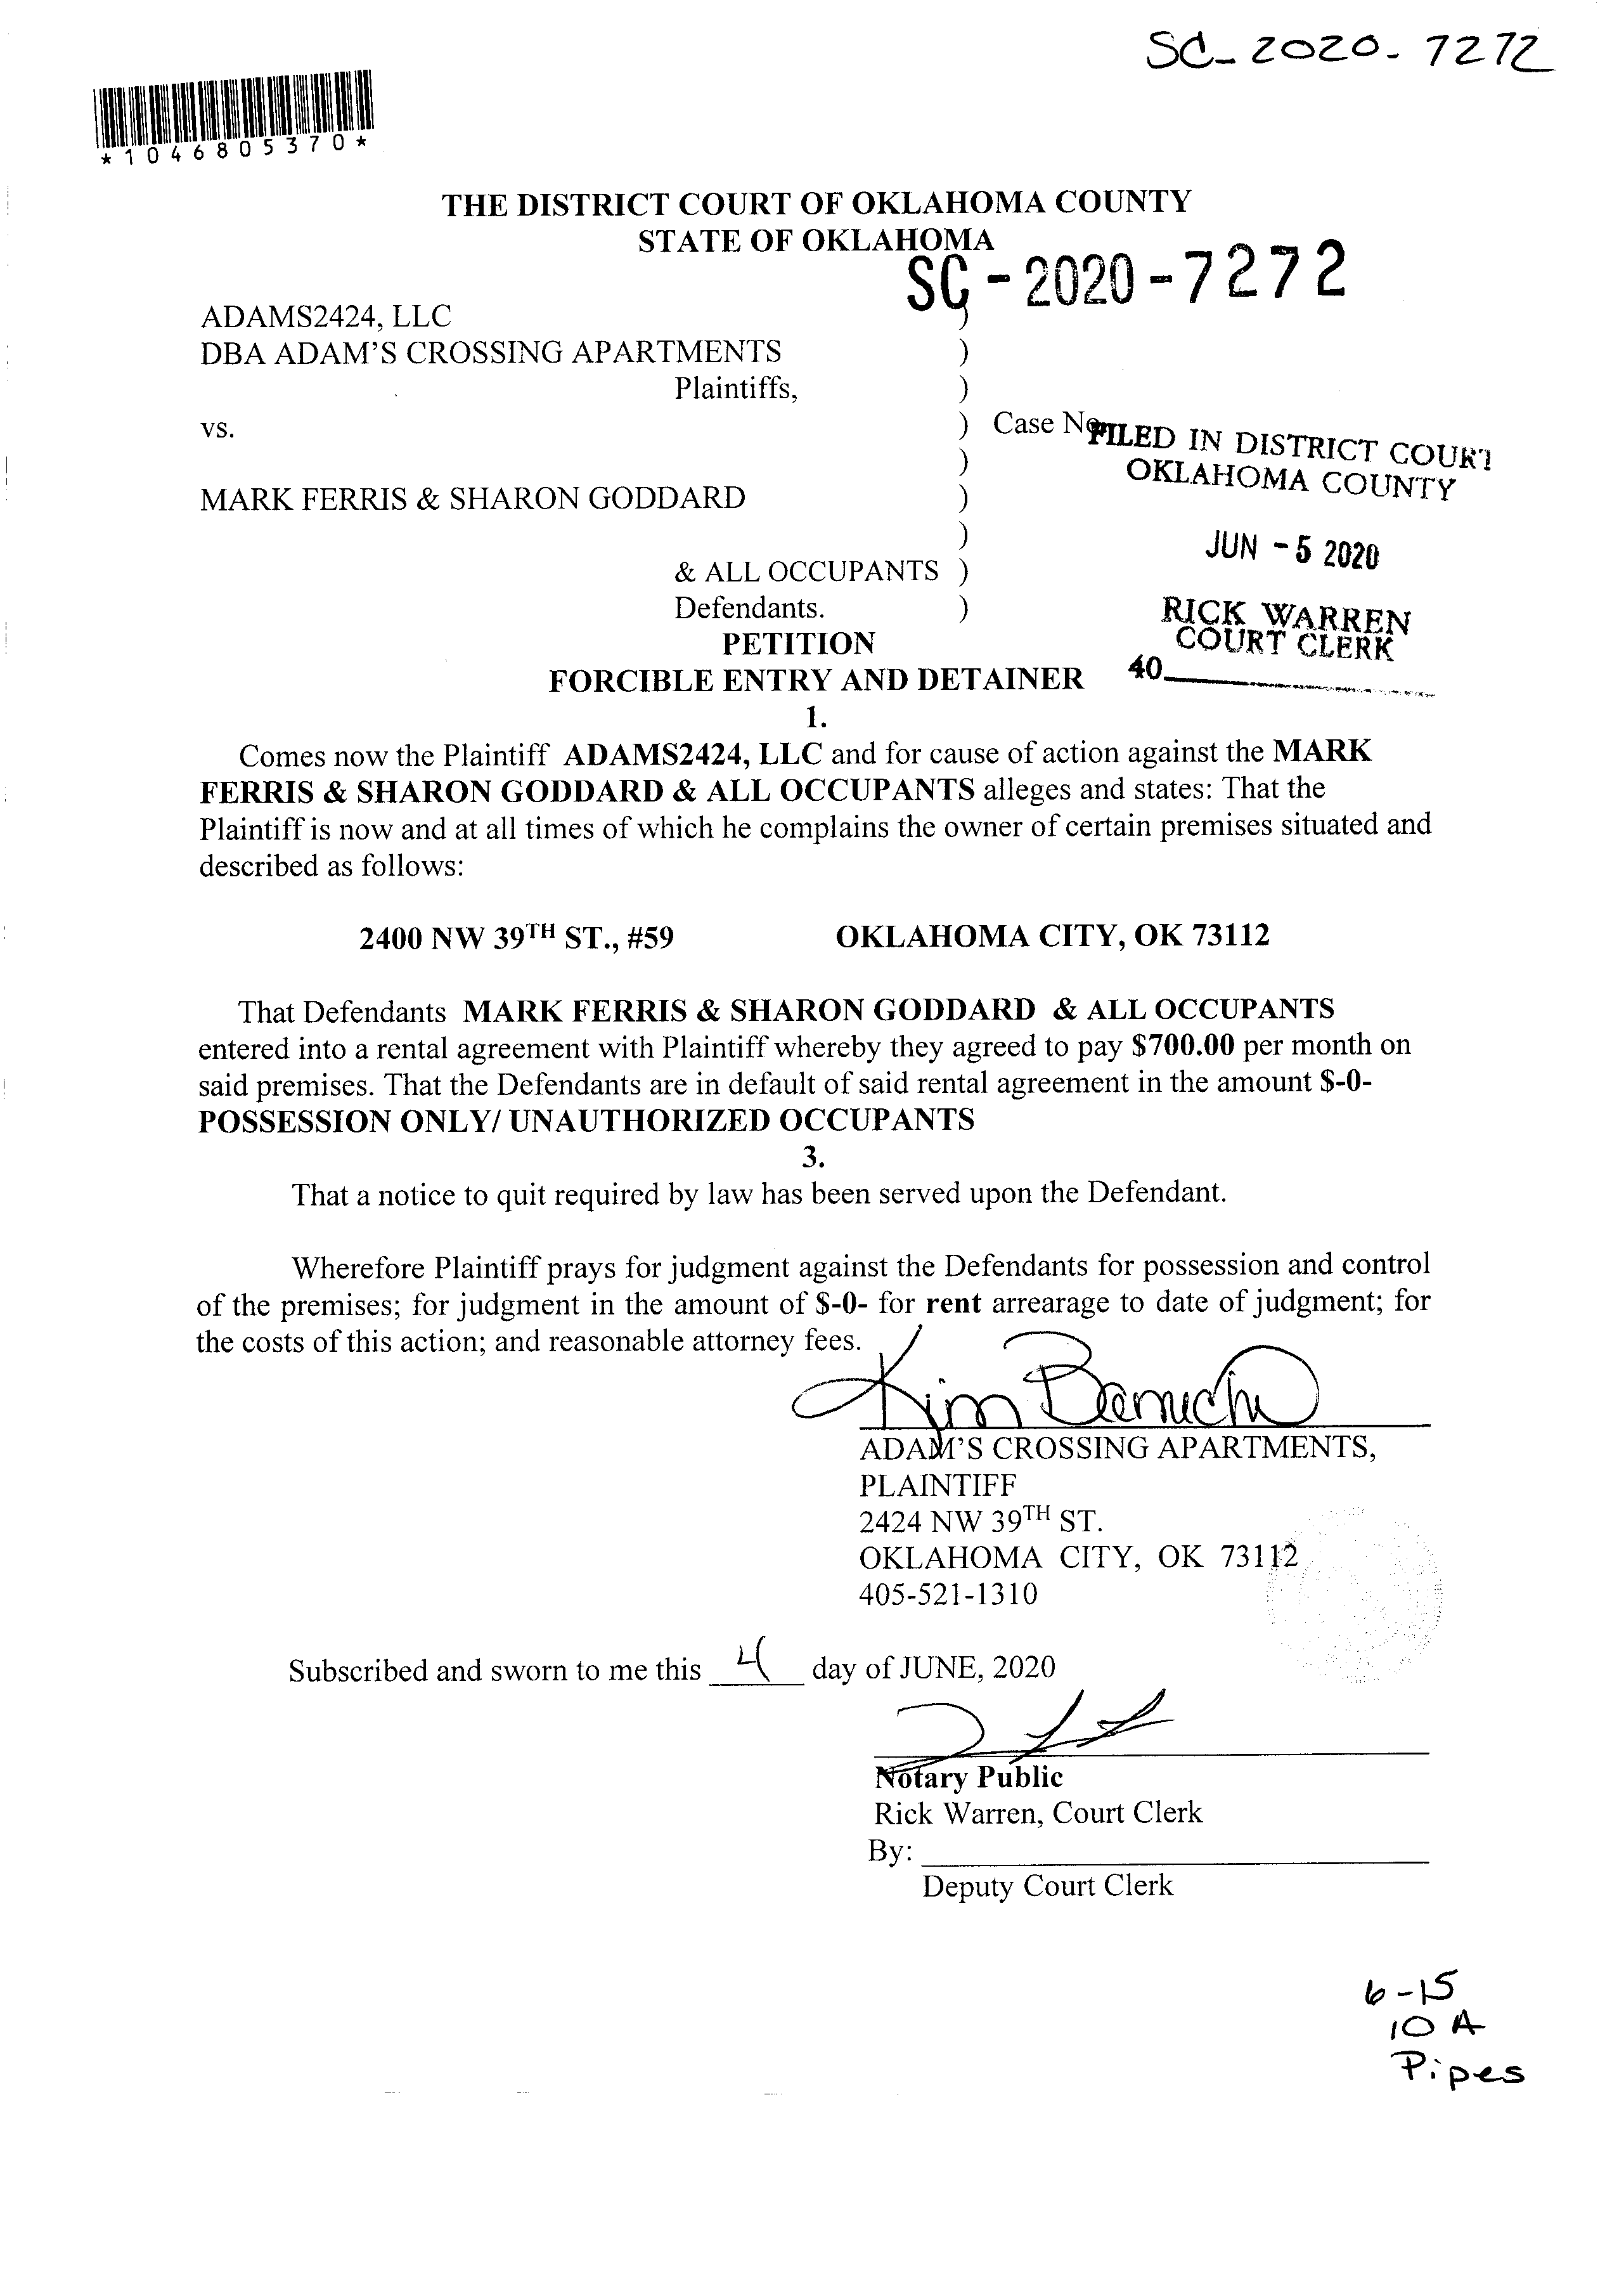 SC-2020-7272
*1046805370*
THE DISTRICT COURT OF OKLAHOMA COUNTY
STATE OF OKLAHOMA
SC-2020-7272
ADAMS2424, LLC )
DBA ADAM'S CROSSING APARTMENTS )
Plaintiffs, )
vs. ) Case No.
FILED IN DISTRICT COURT
OKLAHOMA COUNTY
)
MARK FERRIS & SHARON GODDARD )
)
JUN -5 2020
& ALL OCCUPANTS )
Defendants. )
RICK WARREN
COURT CLERK
40
PETITION
FORCIBLE ENTRY AND DETAINER
1.
Comes now the Plaintiff ADAMS2424, LLC and for cause of action against the MARK
FERRIS & SHARON GODDARD & ALL OCCUPANTS alleges and states: That the
Plaintiff is now and at all times of which he complains the owner of certain premises situated and
described as follows:
2400 NW 39TH ST., #59 OKLAHOMA CITY, OK 73112
That Defendants MARK FERRIS & SHARON GODDARD & ALL OCCUPANTS
entered into a rental agreement with Plaintiff whereby they agreed to pay $700.00 per month on
said premises. That the Defendants are in default of said rental agreement in the amount $-0-
POSSESSION ONLY/ UNAUTHORIZED OCCUPANTS
3.
That a notice to quit required by law has been served upon the Defendant.
Wherefore Plaintiff prays for judgment against the Defendants for possession and control
of the premises; for judgment in the amount of $-0- for rent arrearage to date of judgment; for
the costs of this action; and reasonable attorney fees.
Kim
ADAM'S CROSSING APARTMENTS,
PLAINTIFF
2424 NW 39TH ST.
OKLAHOMA CITY, OK 73112
405-521-1310
Subscribed and sworn to me this 4 day of JUNE, 2020
Notary Public
Rick Warren, Court Clerk
By:
Deputy Court Clerk
6-15
10 A
Pipes